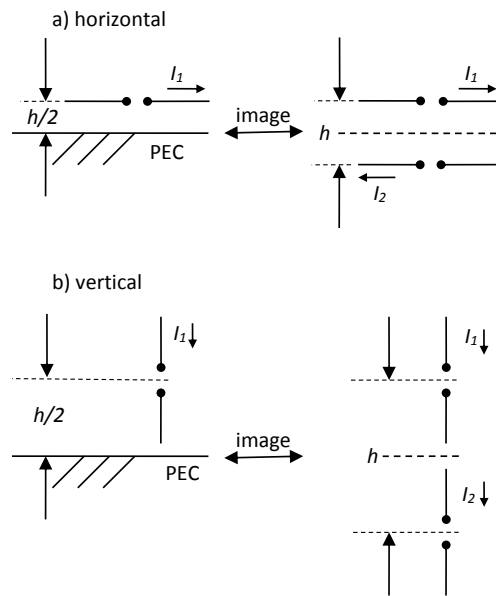 a) horizontal
I1 I1
h/2 image h
PEC
I2
b) vertical
I1 I1
h/2
image h
PEC I2